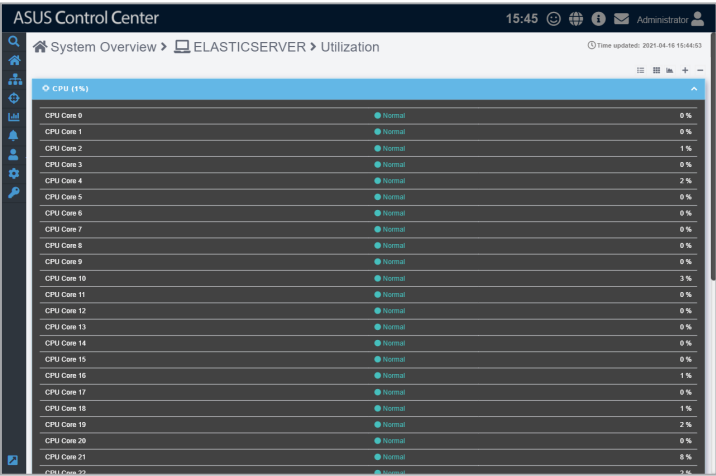 ASUS Control Center
15:45 Administrator
System Overview > ELASTICSERVER > Utilization
Time updated: 2021-04-16 15:44:53
CPU (1%)
CPU Core 0 Normal 0 %
CPU Core 1 Normal 0 %
CPU Core 2 Normal 1 %
CPU Core 3 Normal 0 %
CPU Core 4 Normal 2 %
CPU Core 5 Normal 0 %
CPU Core 6 Normal 0 %
CPU Core 7 Normal 0 %
CPU Core 8 Normal 0 %
CPU Core 9 Normal 0 %
CPU Core 10 Normal 3 %
CPU Core 11 Normal 0 %
CPU Core 12 Normal 0 %
CPU Core 13 Normal 0 %
CPU Core 14 Normal 0 %
CPU Core 15 Normal 0 %
CPU Core 16 Normal 1 %
CPU Core 17 Normal 0 %
CPU Core 18 Normal 1 %
CPU Core 19 Normal 2 %
CPU Core 20 Normal 0 %
CPU Core 21 Normal 8 %
CPU Core 22 Normal 2 %